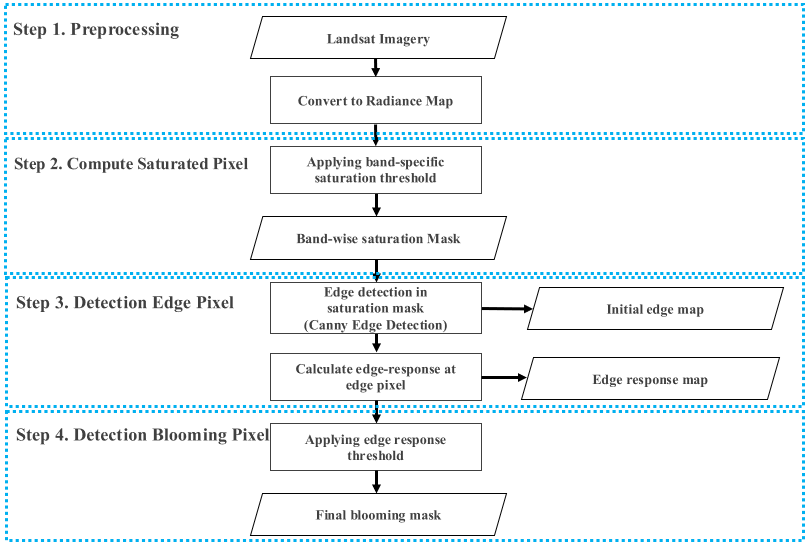 Step 1. Preprocessing
Landsat Imagery
Convert to Radiance Map
Step 2. Compute Saturated Pixel
Applying band-specific
saturation threshold
Band-wise saturation Mask
Step 3. Detection Edge Pixel
Edge detection in
saturation mask
(Canny Edge Detection)
Initial edge map
Calculate edge-response at
edge pixel
Edge response map
Step 4. Detection Blooming Pixel
Applying edge response
threshold
Final blooming mask